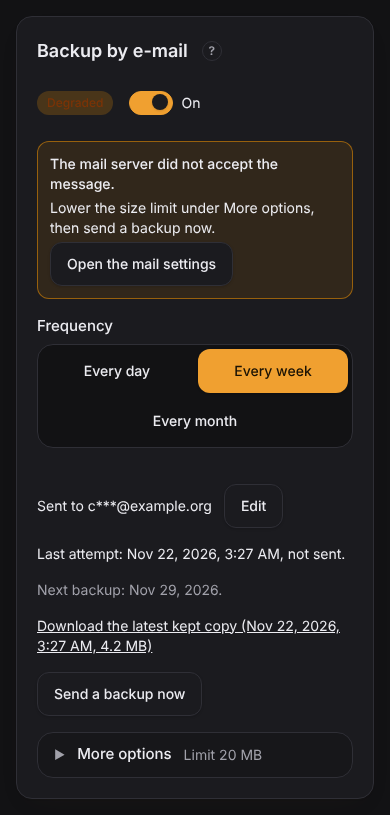 Backup by e-mail ?
Degraded On
The mail server did not accept the
message.
Lower the size limit under More options,
then send a backup now.
Open the mail settings
Frequency
Every day Every week
Every month
Sent to c***@example.org Edit
Last attempt: Nov 22, 2026, 3:27 AM, not sent.
Next backup: Nov 29, 2026.
Download the latest kept copy (Nov 22, 2026,
3:27 AM, 4.2 MB)
Send a backup now
More options Limit 20 MB